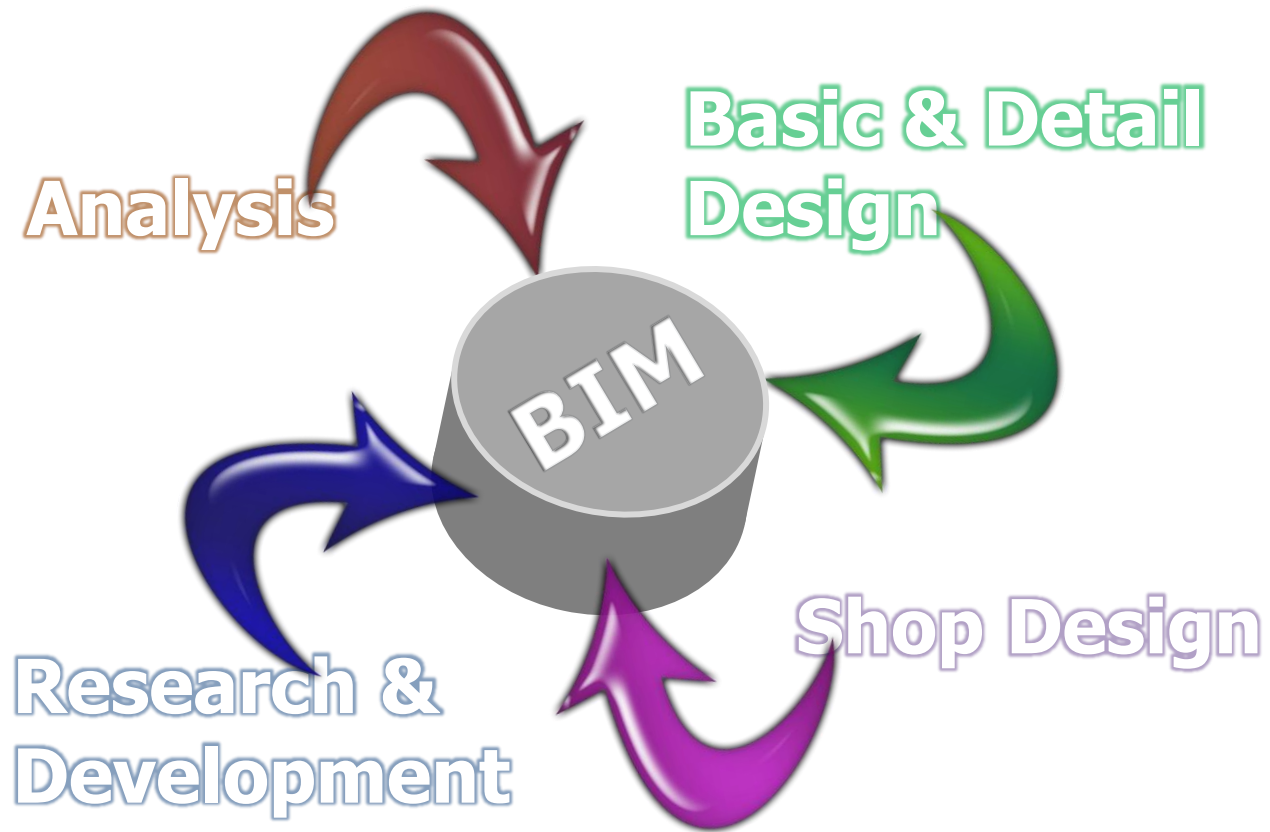 Basic & Detail
Design
Analysis
BIM
Shop Design
Research &
Development